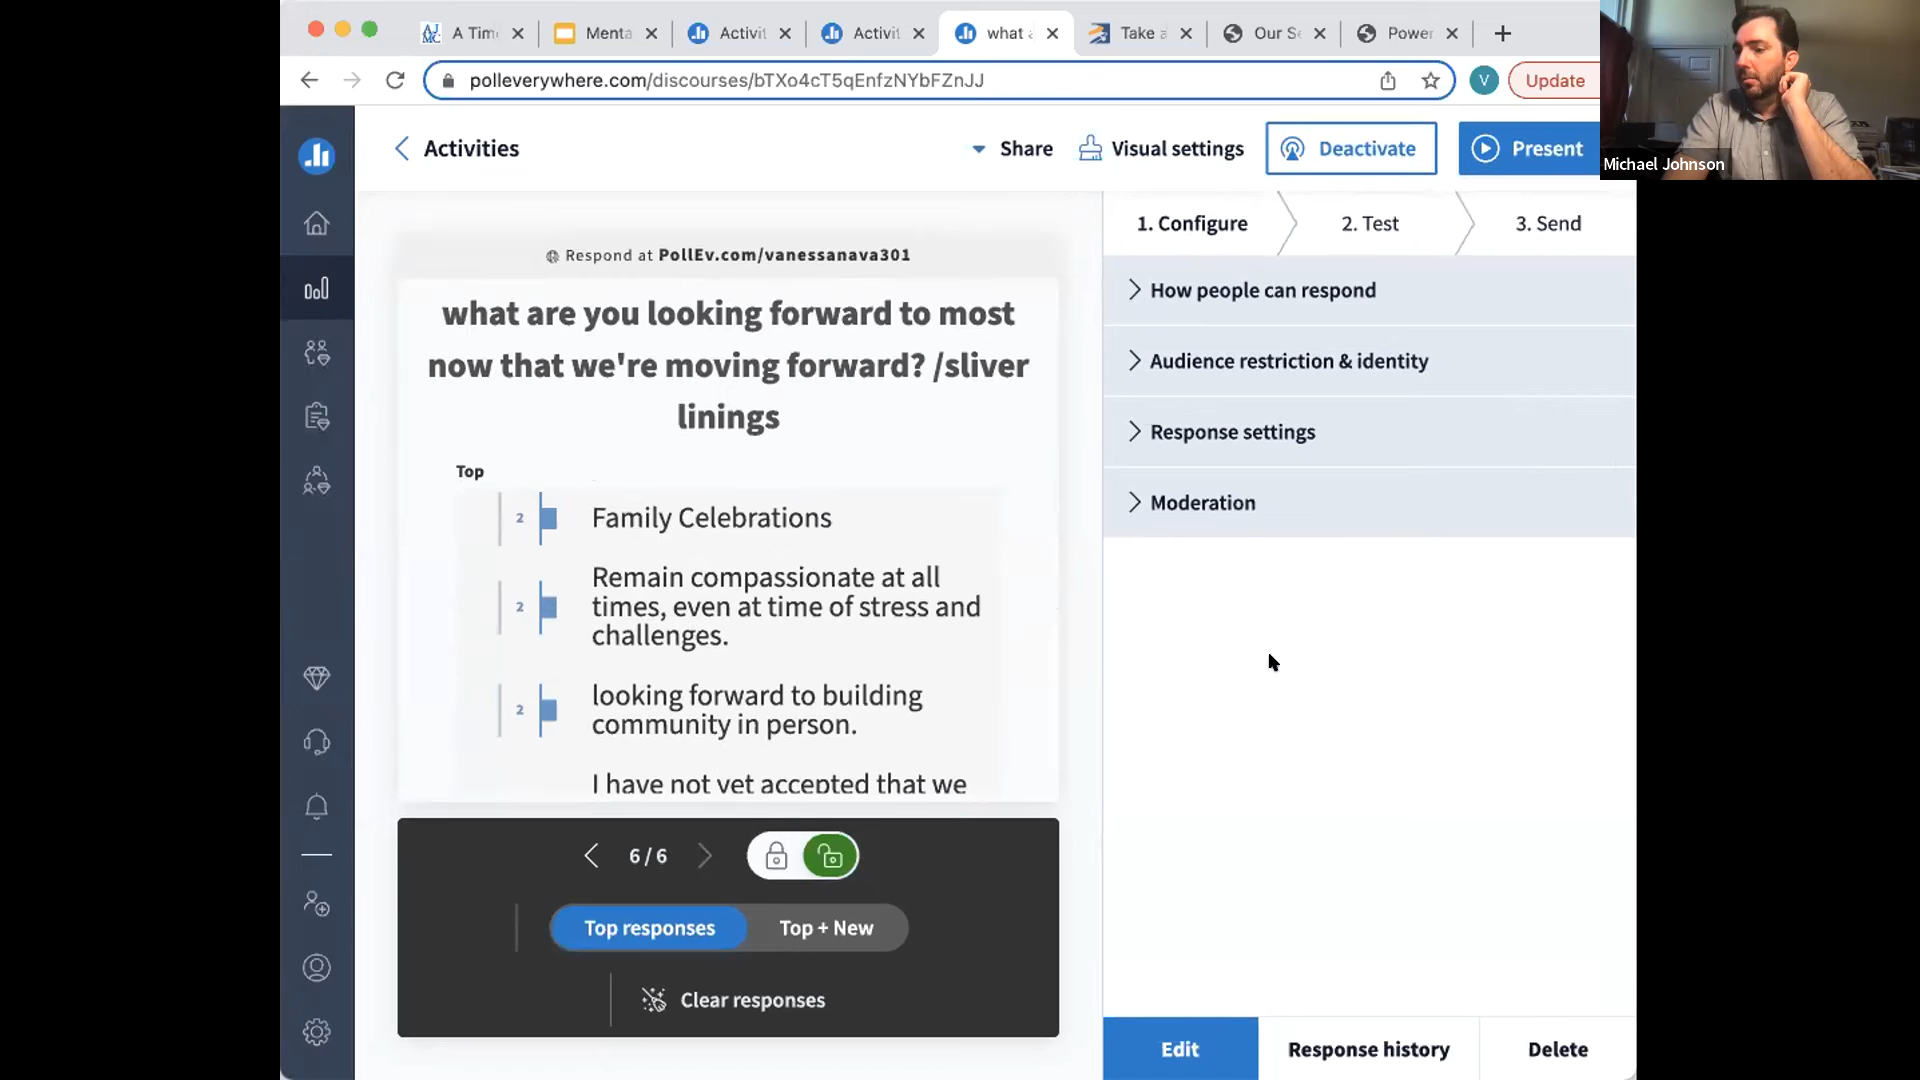 A Tim
Menta
Activit
Activit
what a
Take a
Our Se
Power
polleverywhere.com/discourses/bTXo4cT5qEnfzNYbFZnJJ
V
Update
Michael Johnson
Activities
Share
Visual settings
Deactivate
Present
1. Configure
2. Test
3. Send
Respond at PollEv.com/vanessanava301
what are you looking forward to most
now that we're moving forward? /sliver
linings
Top
2 Family Celebrations
Remain compassionate at all
2 times, even at time of stress and
challenges.
looking forward to building
2 community in person.
I have not yet accepted that we
How people can respond
Audience restriction & identity
Response settings
Moderation
6 / 6
Top responses
Top + New
Clear responses
Edit
Response history
Delete